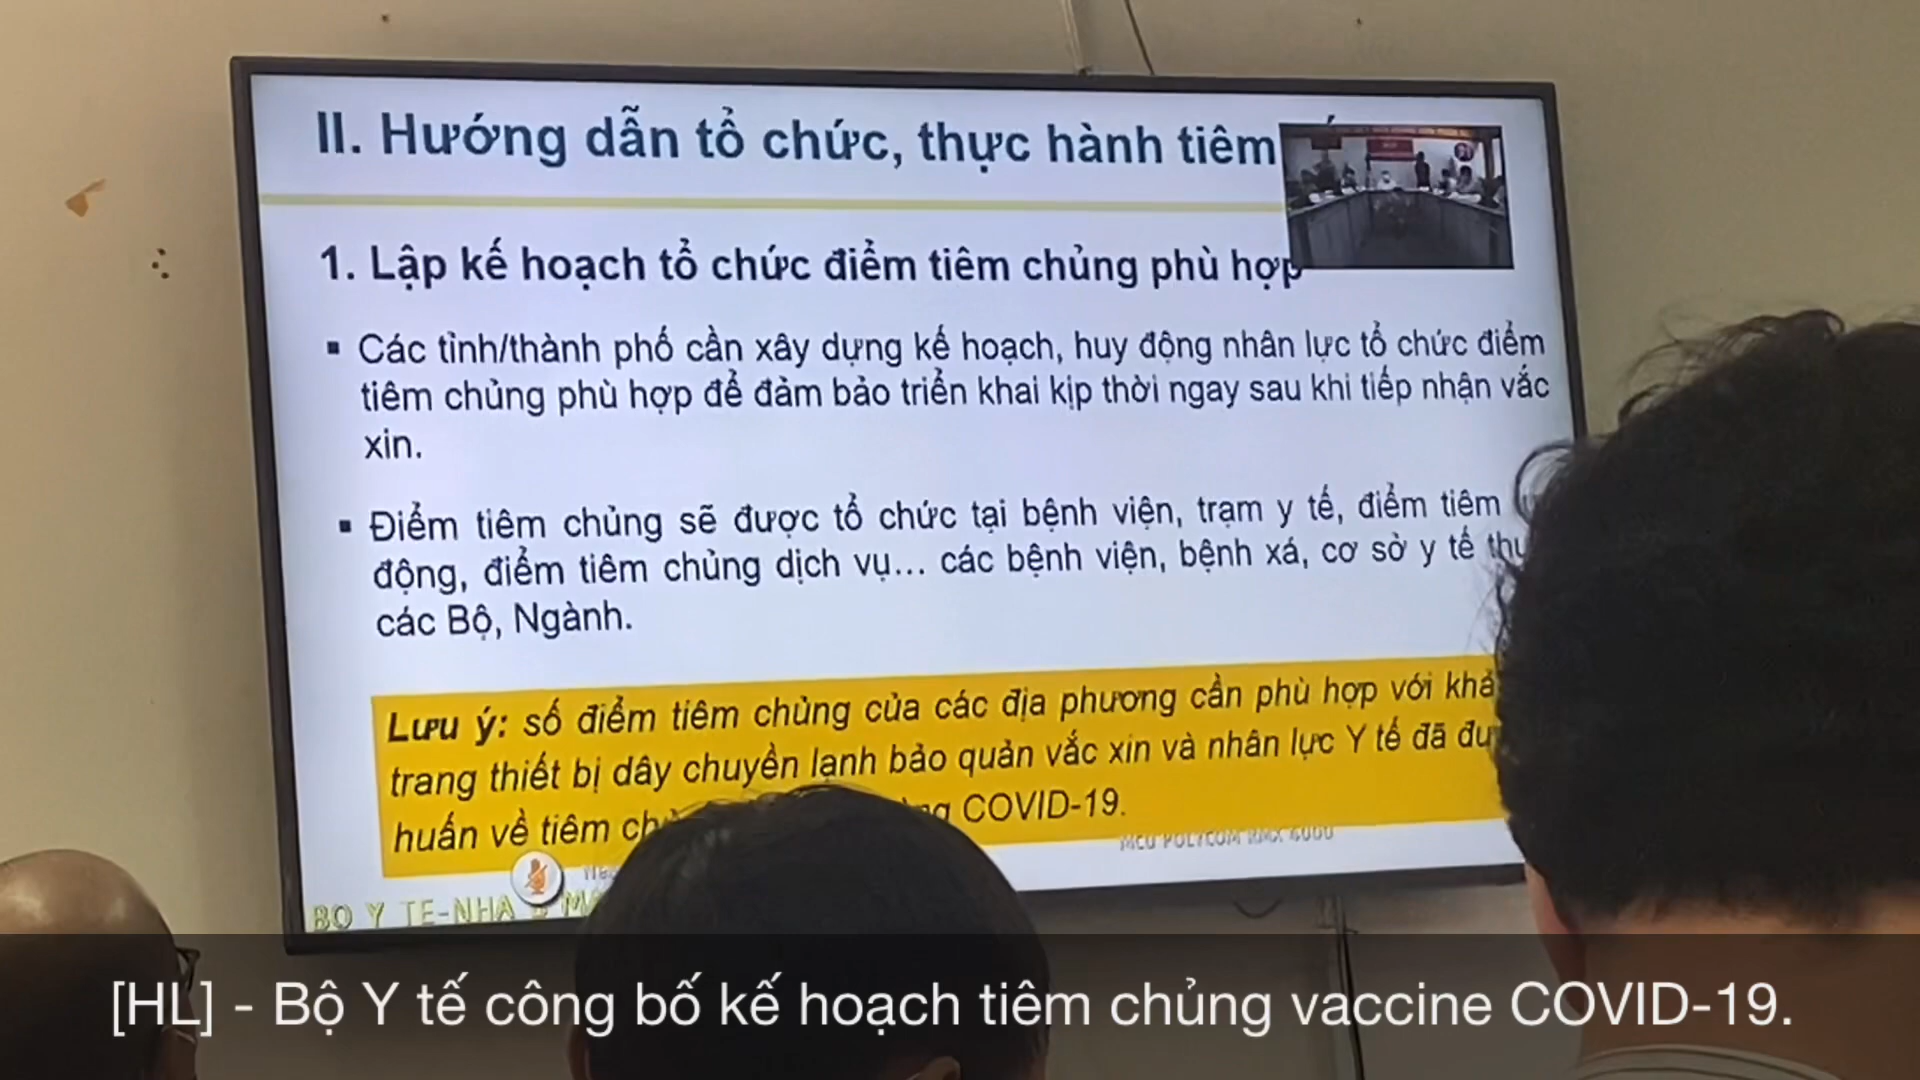 II. Hướng dẫn tổ chức, thực hành tiêm
1. Lập kế hoạch tổ chức điểm tiêm chủng phù hợp
▪ Các tỉnh/thành phố cần xây dựng kế hoạch, huy động nhân lực tổ chức điểm
tiêm chủng phù hợp để đảm bảo triển khai kịp thời ngay sau khi tiếp nhận vắc
xin.
▪ Điểm tiêm chủng sẽ được tổ chức tại bệnh viện, trạm y tế, điểm tiêm
động, điểm tiêm chủng dịch vụ... các bệnh viện, bệnh xá, cơ sở y tế
các Bộ, Ngành.
Lưu ý: số điểm tiêm chủng của các địa phương cần phù hợp với
trang thiết bị dây chuyền lạnh bảo quản vắc xin và nhân lực Y tế đã
huấn về tiêm COVID-19.
MCU POLYCOM RMX 4000
BO Y TE-NHA
[HL] - Bộ Y tế công bố kế hoạch tiêm chủng vaccine COVID-19.